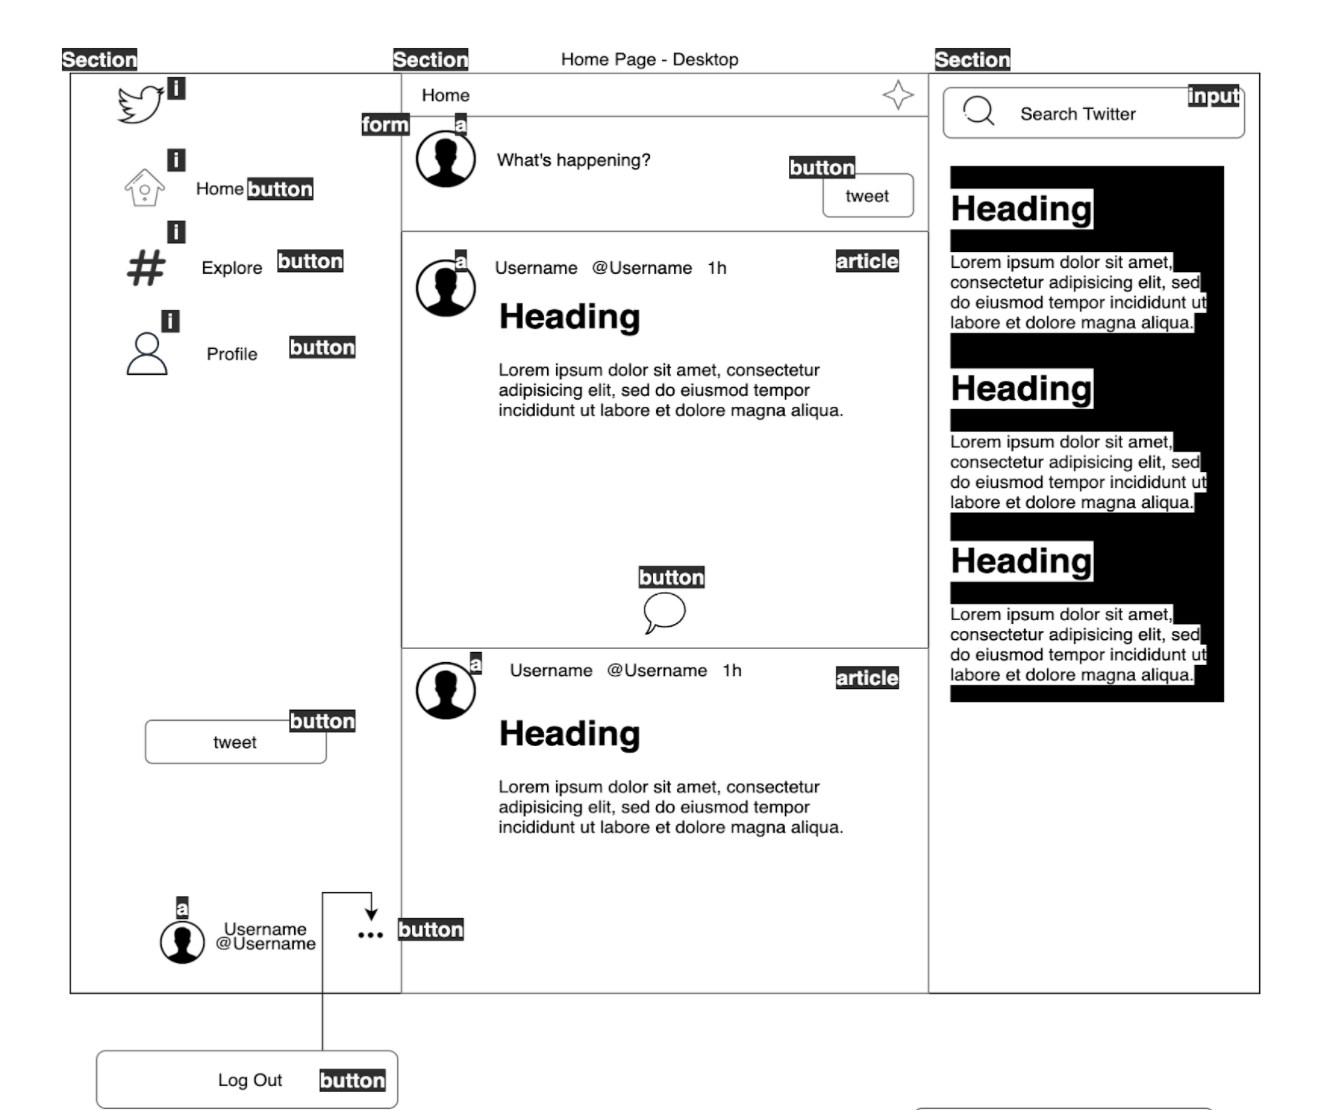 Section
Section
Home Page - Desktop
Section
i
Home
input
Search Twitter
form
a
What's happening?
button
tweet
i
Home button
i
Explore button
i
Profile button
a
Username @Username 1h
article
Heading
Lorem ipsum dolor sit amet, consectetur
adipisicing elit, sed do eiusmod tempor
incididunt ut labore et dolore magna aliqua.
button
a
Username @Username 1h
article
Heading
Lorem ipsum dolor sit amet, consectetur
adipisicing elit, sed do eiusmod tempor
incididunt ut labore et dolore magna aliqua.
Heading
Lorem ipsum dolor sit amet,
consectetur adipisicing elit, sed
do eiusmod tempor incididunt ut
labore et dolore magna aliqua.
Heading
Lorem ipsum dolor sit amet,
consectetur adipisicing elit, sed
do eiusmod tempor incididunt ut
labore et dolore magna aliqua.
Heading
Lorem ipsum dolor sit amet,
consectetur adipisicing elit, sed
do eiusmod tempor incididunt ut
labore et dolore magna aliqua.
button
tweet
a
Username
@Username
... button
Log Out button